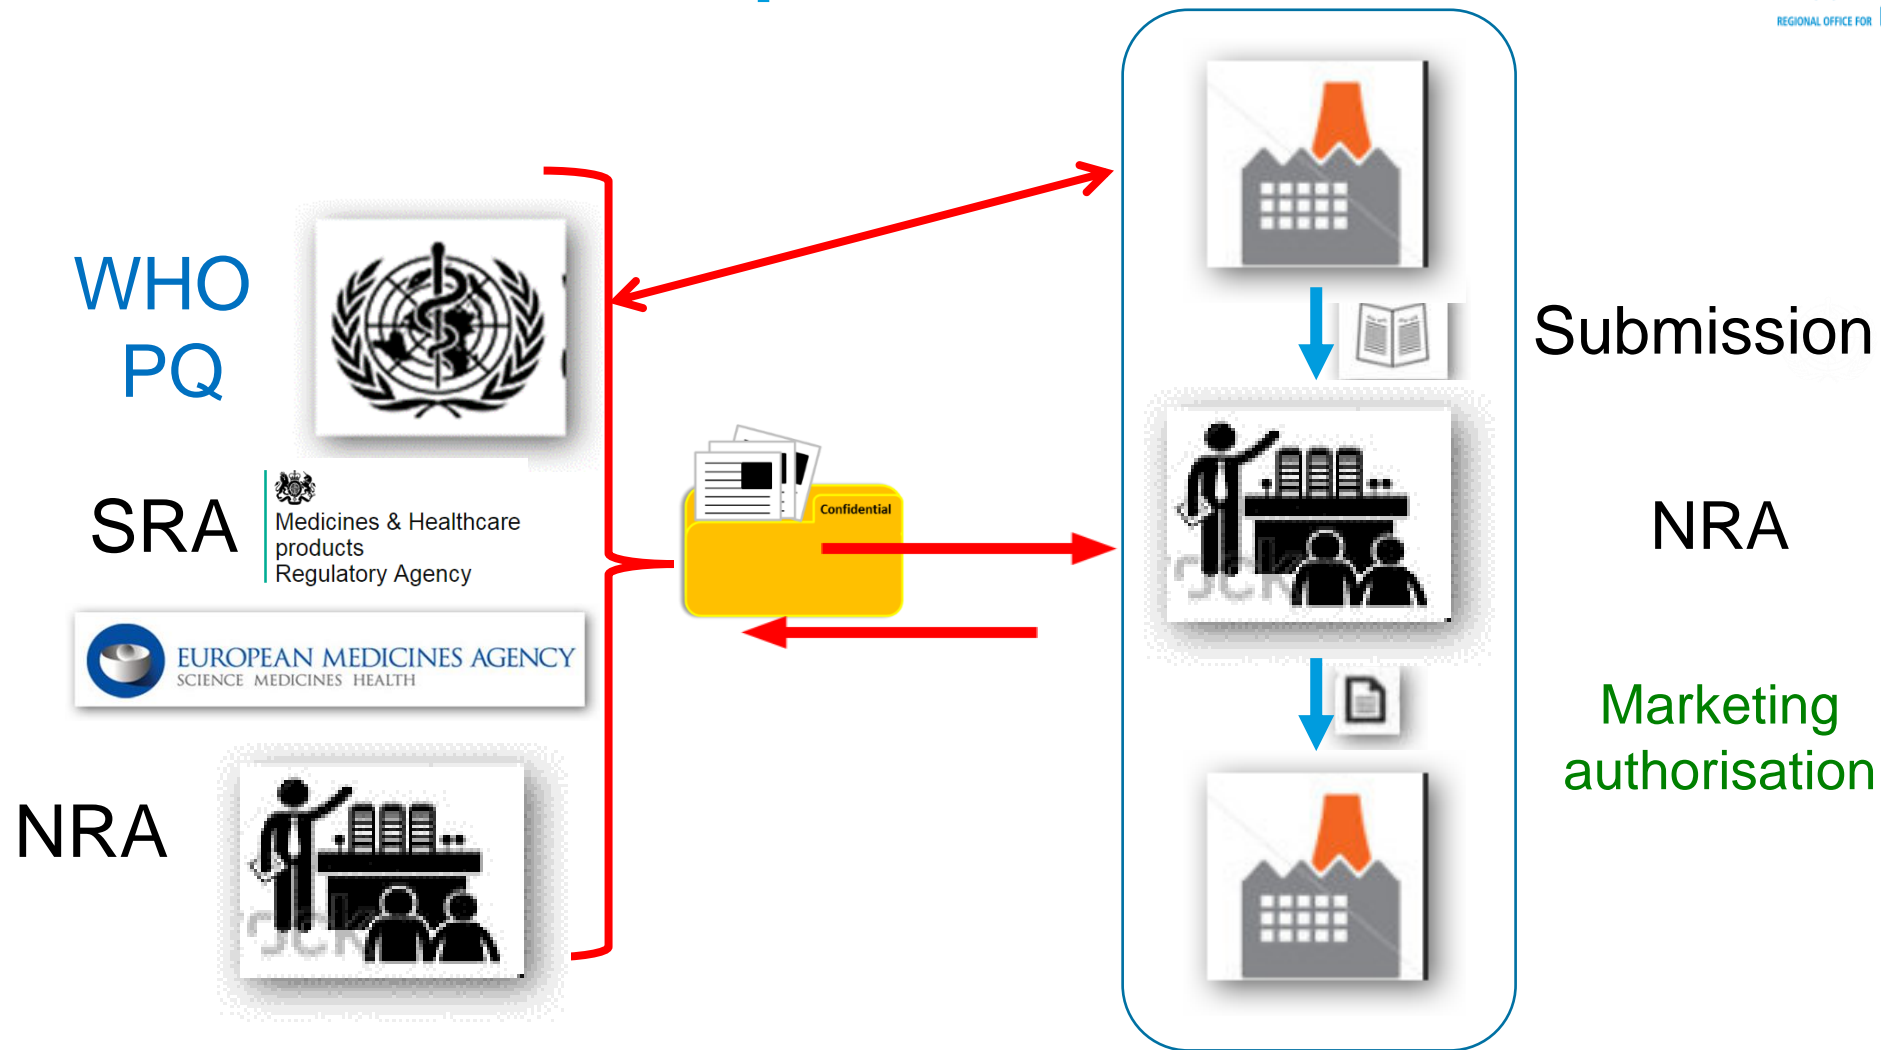 REGIONAL OFFICE FOR
WHO
PQ
SRA
Medicines & Healthcare
products
Regulatory Agency
EUROPEAN MEDICINES AGENCY
SCIENCE MEDICINES HEALTH
NRA
Confidential
Submission
NRA
Marketing
authorisation